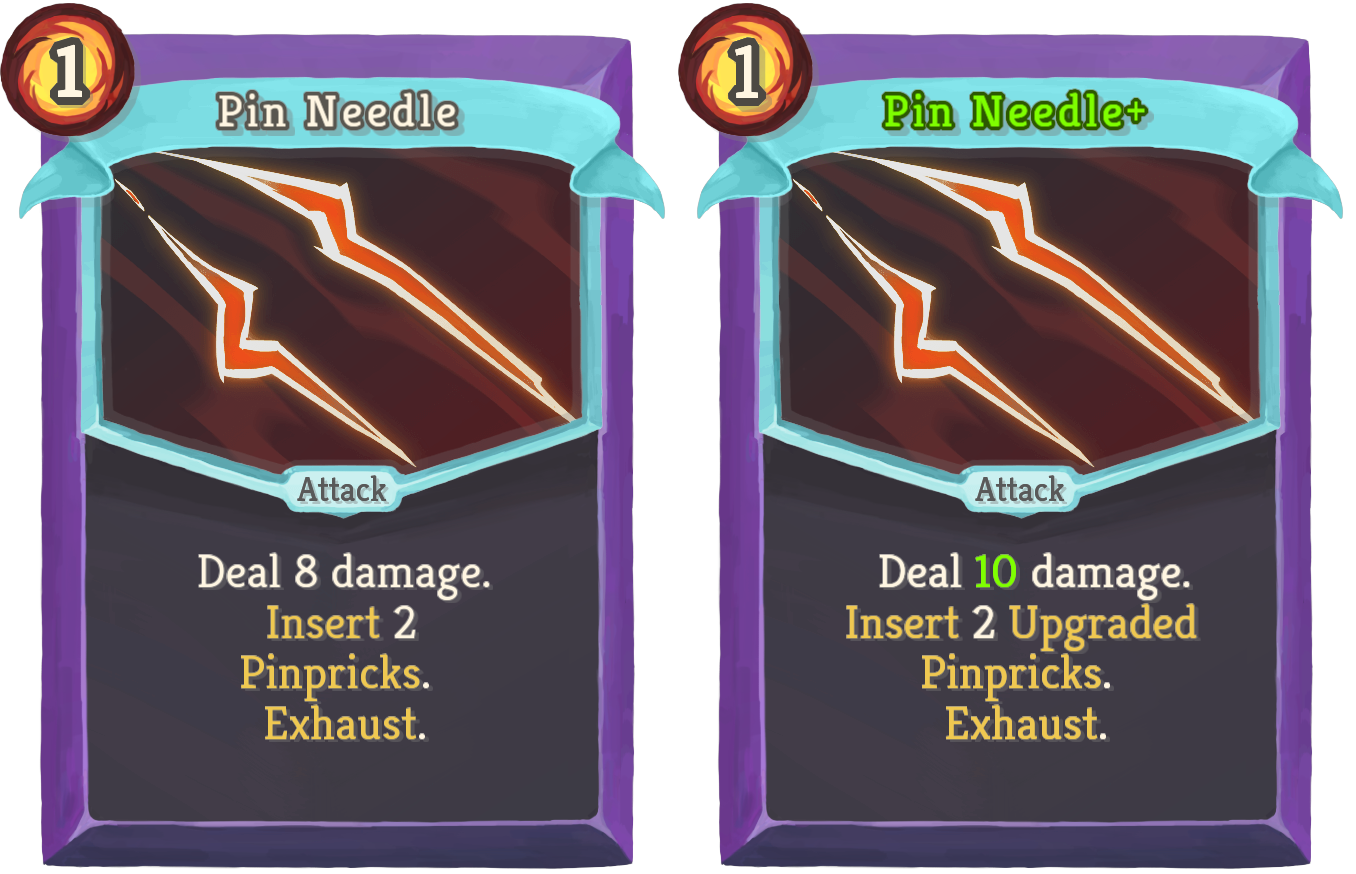 1
Pin Needle
Attack
Deal 8 damage.
Insert 2
Pinpricks.
Exhaust.
1
Pin Needle+
Attack
Deal 10 damage.
Insert 2 Upgraded
Pinpricks.
Exhaust.